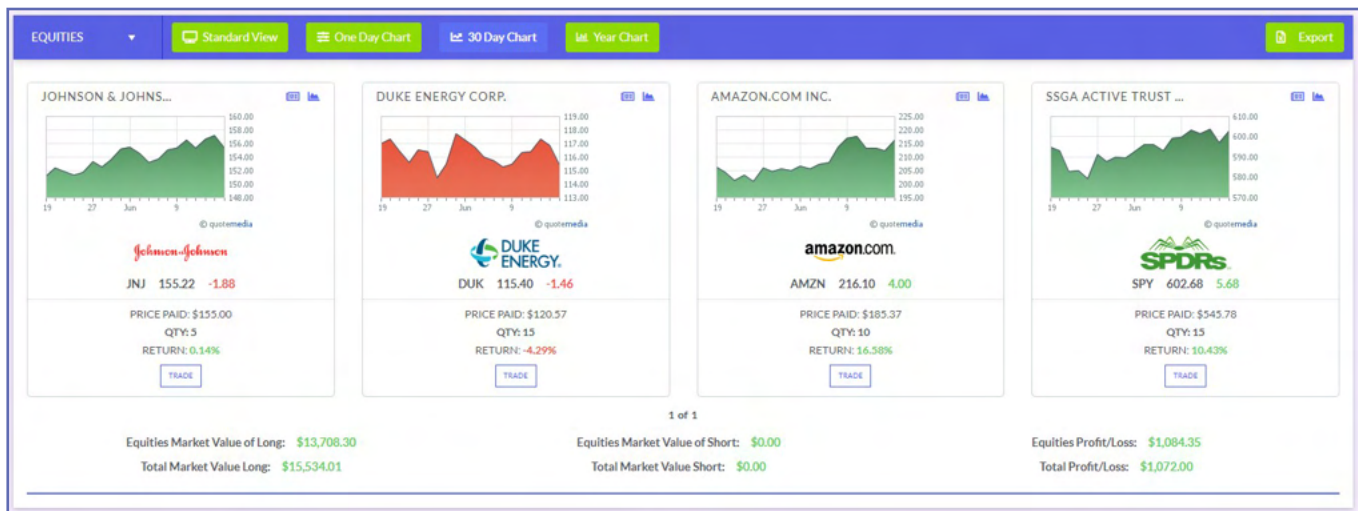 EQUITIES Standard View One Day Chart 30 Day Chart Year Chart Export
JOHNSON & JOHNS...
160.00
158.00
156.00
154.00
152.00
150.00
148.00
19 27 Jun 9
© quotemedia
Johnson&Johnson
JNJ 155.22 -1.88
PRICE PAID: $155.00
QTY: 5
RETURN: 0.14%
TRADE
DUKE ENERGY CORP.
119.00
118.00
117.00
116.00
115.00
114.00
113.00
19 27 Jun 9
© quotemedia
DUKE
ENERGY®
DUK 115.40 -1.46
PRICE PAID: $120.57
QTY: 15
RETURN: -4.29%
TRADE
AMAZON.COM INC.
225.00
220.00
215.00
210.00
205.00
200.00
195.00
19 27 Jun 9
© quotemedia
amazon.com.
AMZN 216.10 4.00
PRICE PAID: $185.37
QTY: 10
RETURN: 16.58%
TRADE
SSGA ACTIVE TRUST ...
610.00
600.00
590.00
580.00
570.00
19 27 Jun 9
© quotemedia
SPDRs
SPY 602.68 5.68
PRICE PAID: $545.78
QTY: 15
RETURN: 10.43%
TRADE
1 of 1
Equities Market Value of Long: $13,708.30 Equities Market Value of Short: $0.00 Equities Profit/Loss: $1,084.35
Total Market Value Long: $15,534.01 Total Market Value Short: $0.00 Total Profit/Loss: $1,072.00